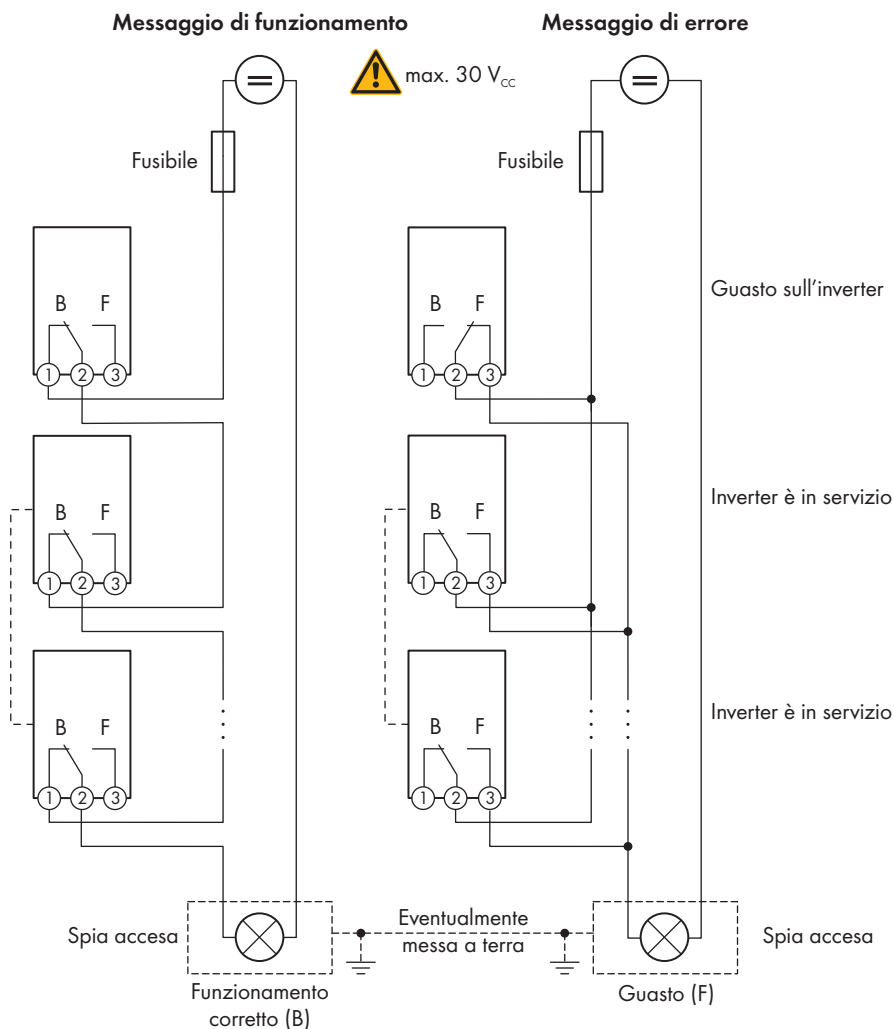 Messaggio di funzionamento
Messaggio di errore
max. 30 Vcc
Fusibile
Fusibile
B F
1 2 3
B F
1 2 3
Guasto sull'inverter
B F
1 2 3
B F
1 2 3
Inverter è in servizio
B F
1 2 3
B F
1 2 3
Inverter è in servizio
Spia accesa
Eventualmente
messa a terra
Spia accesa
Funzionamento
corretto (B)
Guasto (F)